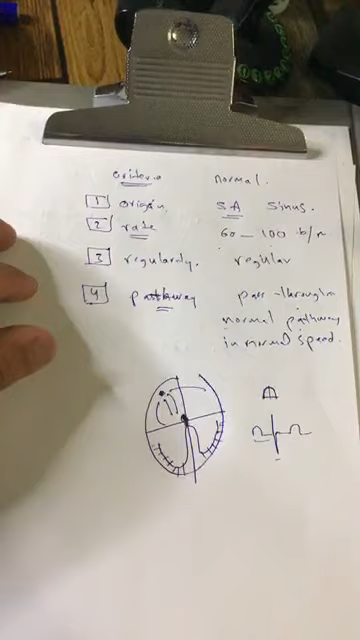 criteria normal.
1 origin SA Sinus.
2 rate 60 - 100 b/m
3 regularly. regular
4 pathway pass through
normal pathway
in normal speed.